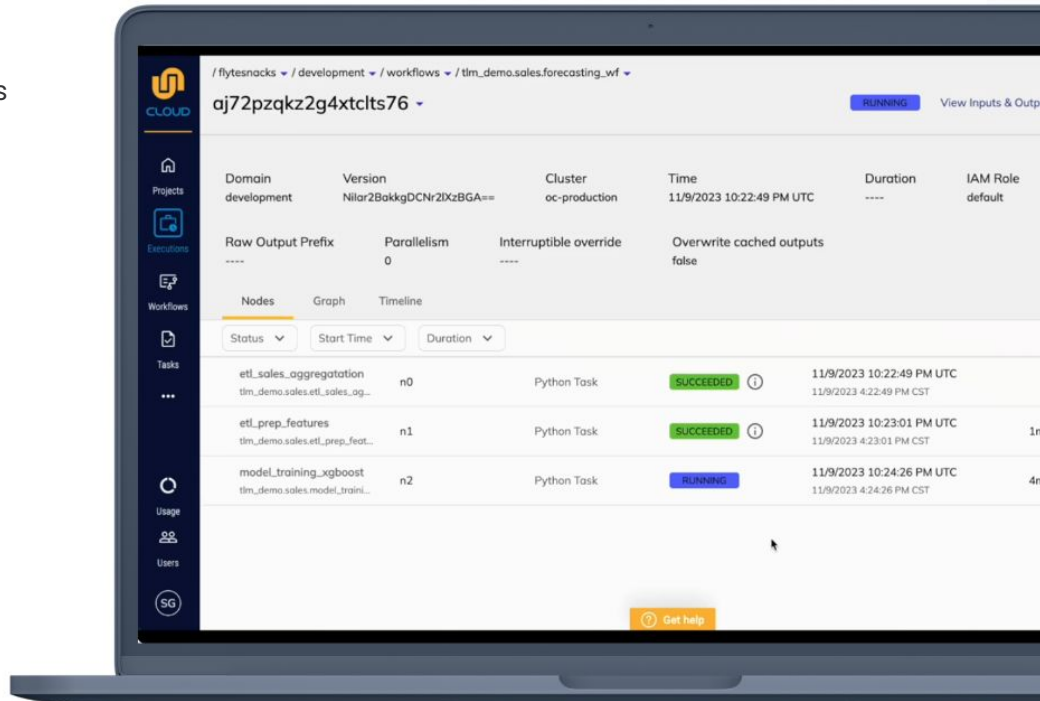 s
CLOUD
Projects
Executions
Workflows
Tasks
Usage
Users
SG
/ flytesnacks / development / workflows / tlm_demo.sales.forecasting_wf
aj72pzqkz2g4xtclts76
RUNNING View Inputs & Outp
Domain Version Cluster Time Duration IAM Role
development oc-production 11/9/2023 10:22:49 PM UTC ---- default
Raw Output Prefix Parallelism Interruptible override Overwrite cached outputs
---- 0 ---- false
Nodes Graph Timeline
Status Start Time Duration
etl_sales_aggregatation n0 Python Task SUCCEEDED 11/9/2023 10:22:49 PM UTC
tlm_demo.sales.etl_sales_ag... 11/9/2023 4:22:49 PM CST
etl_prep_features n1 Python Task SUCCEEDED 11/9/2023 10:23:01 PM UTC 1m
tlm_demo.sales.etl_prep_feat... 11/9/2023 4:23:01 PM CST
model_training_xgboost n2 Python Task RUNNING 11/9/2023 10:24:26 PM UTC 4m
tlm_demo.sales.model_traini... 11/9/2023 4:24:26 PM CST
? Get help